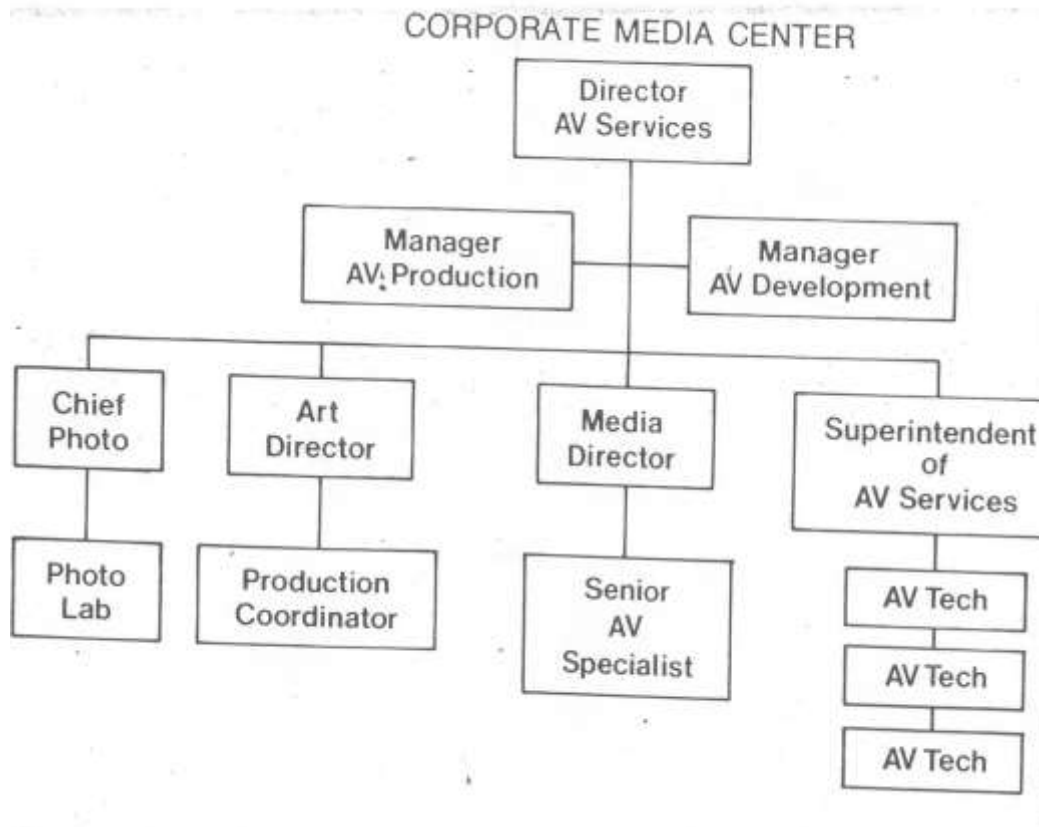 CORPORATE MEDIA CENTER
Director
AV Services
Manager
AV Production
Manager
AV Development
Chief
Photo
Art
Director
Media
Director
Superintendent
of
AV Services
Photo
Lab
Production
Coordinator
Senior
AV
Specialist
AV Tech
AV Tech
AV Tech